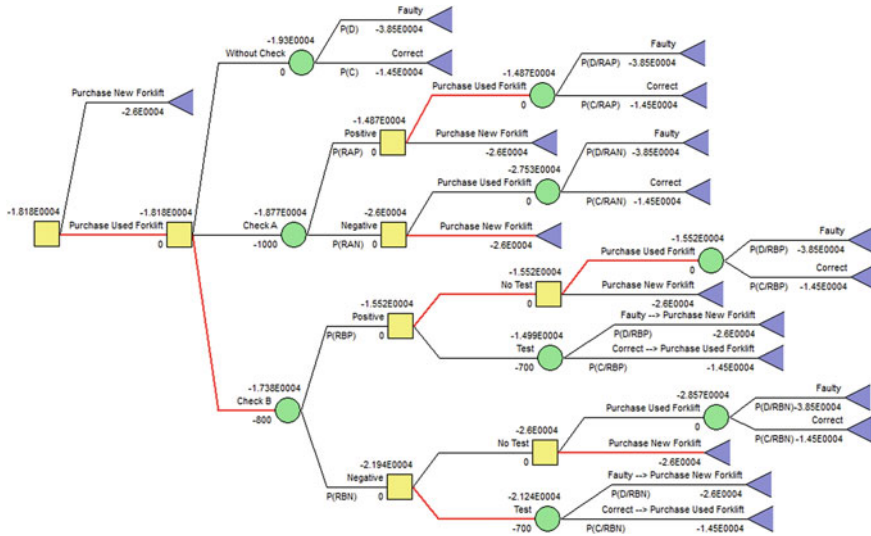 Faulty
-1.93E0004
P(D) -3.85E0004
Without Check
Correct
0
P(C) -1.45E0004
Faulty
-1.487E0004
P(D/RAP) -3.85E0004
Purchase New Forklift
Purchase Used Forklift
Correct
-2.6E0004
0
P(C/RAP) -1.45E0004
-1.487E0004
Positive
Purchase New Forklift
Faulty
P(RAP) 0
-2.6E0004
-2.753E0004
P(D/RAN) -3.85E0004
-2.6E0004
Purchase Used Forklift
Correct
0
P(C/RAN) -1.45E0004
-1.818E0004
-1.818E0004
-1.877E0004
Purchase Used Forklift
Check A
Negative
Purchase New Forklift
0
-1000
P(RAN) 0
-2.6E0004
Faulty
-1.552E0004
P(D/RBP) -3.85E0004
-1.552E0004
Purchase Used Forklift
Correct
No Test
0
P(C/RBP) -1.45E0004
-1.552E0004
0
Purchase New Forklift
-2.6E0004
Positive
Faulty --> Purchase New Forklift
P(RBP) 0
-1.499E0004
P(D/RBP) -2.6E0004
Test
Correct --> Purchase Used Forklift
-700
P(C/RBP) -1.45E0004
-1.738E0004
Faulty
Check B
-2.857E0004
P(D/RBN) -3.85E0004
-800
Purchase Used Forklift
Correct
-2.6E0004
0
P(C/RBN) -1.45E0004
No Test
Purchase New Forklift
-2.194E0004
0
-2.6E0004
Negative
Faulty --> Purchase New Forklift
P(RBN) 0
-2.124E0004
P(D/RBN) -2.6E0004
Test
Correct --> Purchase Used Forklift
-700
P(C/RBN) -1.45E0004